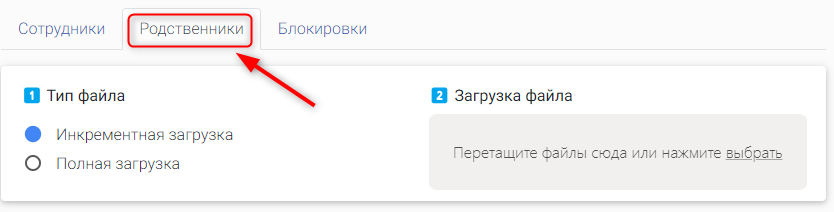 Сотрудники Родственники Блокировки
1 Тип файла
Инкрементная загрузка
Полная загрузка
2 Загрузка файла
Перетащите файлы сюда или нажмите выбрать